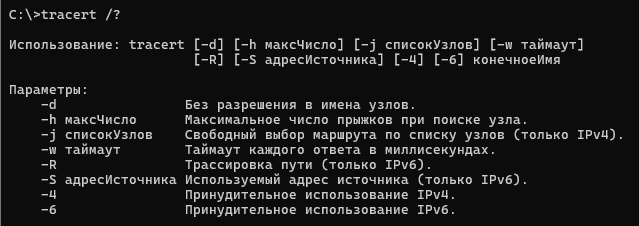 C:\>tracert /?
Использование: tracert [-d] [-h максЧисло] [-j списокУзлов] [-w таймаут]
[-R] [-S адресИсточника] [-4] [-6] конечноеИмя
Параметры:
-d Без разрешения в имена узлов.
-h максЧисло Максимальное число прыжков при поиске узла.
-j списокУзлов Свободный выбор маршрута по списку узлов (только IPv4).
-w таймаут Таймаут каждого ответа в миллисекундах.
-R Трассировка пути (только IPv6).
-S адресИсточника Используемый адрес источника (только IPv6).
-4 Принудительное использование IPv4.
-6 Принудительное использование IPv6.